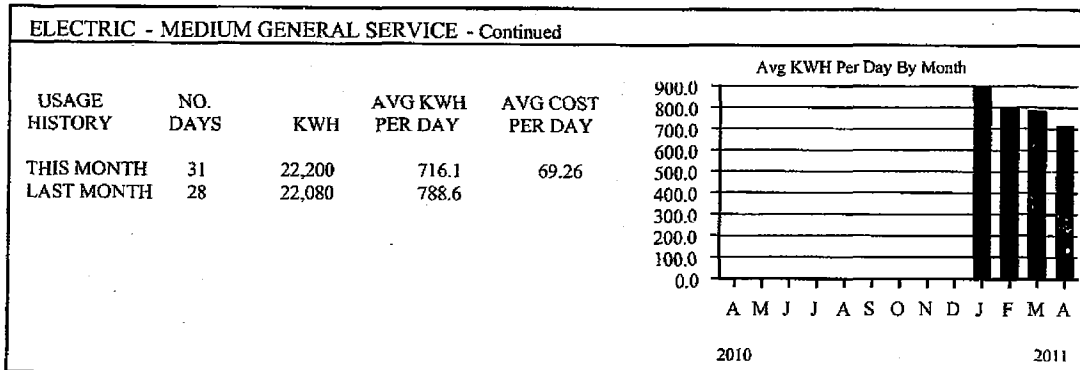 ELECTRIC - MEDIUM GENERAL SERVICE - Continued
USAGE HISTORY NO. DAYS KWH AVG KWH PER DAY AVG COST PER DAY
THIS MONTH 31 22,200 716.1 69.26
LAST MONTH 28 22,080 788.6
Avg KWH Per Day By Month
900.0
800.0
700.0
600.0
500.0
400.0
300.0
200.0
100.0
0.0
A M J J A S O N D J F M A
2010 2011